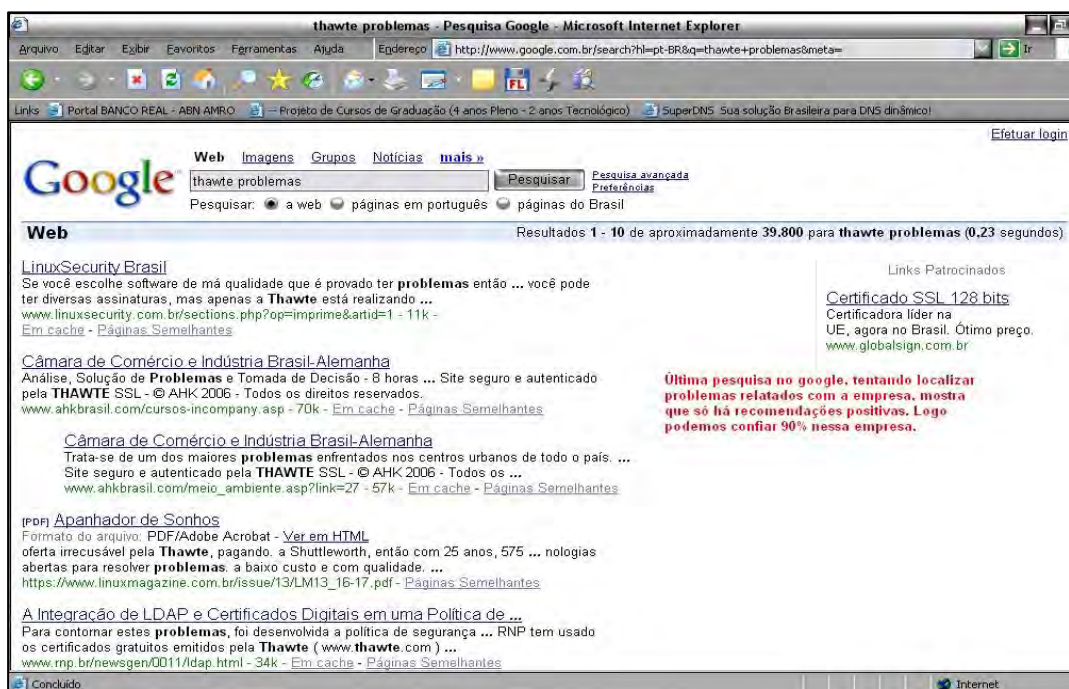 thawte problemas - Pesquisa Google - Microsoft Internet Explorer
Arquivo Editar Exibir Favoritos Ferramentas Ajuda Endereço http://www.google.com.br/search?hl=pt-BR&q=thawte+problemas&meta= Ir
FL
Links Portal BANCO REAL - ABN AMRO -- Projeto de Cursos de Graduação (4 anos Pleno - 2 anos Tecnológico) SuperDNS Sua solução Brasileira para DNS dinâmico!
Efetuar login
Google
Web Imagens Grupos Notícias mais »
thawte problemas Pesquisar Pesquisa avançada
Preferências
Pesquisar: a web páginas em português páginas do Brasil
Web Resultados 1 - 10 de aproximadamente 39.800 para thawte problemas (0,23 segundos)
LinuxSecurity Brasil
Se você escolhe software de má qualidade que é provado ter problemas então ... você pode
ter diversas assinaturas, mas apenas a Thawte está realizando ...
www.linuxsecurity.com.br/sections.php?op=imprime&artid=1 - 11k -
Em cache - Páginas Semelhantes
Câmara de Comércio e Indústria Brasil-Alemanha
Análise, Solução de Problemas e Tomada de Decisão - 8 horas ... Site seguro e autenticado
pela THAWTE SSL - © AHK 2006 - Todos os direitos reservados.
www.ahkbrasil.com/cursos-incompany.asp - 70k - Em cache - Páginas Semelhantes
Câmara de Comércio e Indústria Brasil-Alemanha
Trata-se de um dos maiores problemas enfrentados nos centros urbanos de todo o país. ...
Site seguro e autenticado pela THAWTE SSL - © AHK 2006 - Todos os ...
www.ahkbrasil.com/meio_ambiente.asp?link=27 - 57k - Em cache - Páginas Semelhantes
[PDF] Apanhador de Sonhos
Formato do arquivo: PDF/Adobe Acrobat - Ver em HTML
oferta irrecusável pela Thawte, pagando. a Shuttleworth, então com 25 anos, 575 ... nologias
abertas para resolver problemas. a baixo custo e com qualidade. ...
https://www.linuxmagazine.com.br/issue/13/LM13_16-17.pdf - Páginas Semelhantes
A Integração de LDAP e Certificados Digitais em uma Política de ...
Para contornar estes problemas, foi desenvolvida a política de segurança ... RNP tem usado
os certificados gratuitos emitidos pela Thawte ( www.thawte.com ) ...
www.rnp.br/newsgen/0011/ldap.html - 34k - Em cache - Páginas Semelhantes
Links Patrocinados
Certificado SSL 128 bits
Certificadora líder na
UE, agora no Brasil. Ótimo preço.
www.globalsign.com.br
Última pesquisa no google, tentando localizar
problemas relatados com a empresa, mostra
que só há recomendações positivas. Logo
podemos confiar 90% nessa empresa.
Concluído Internet